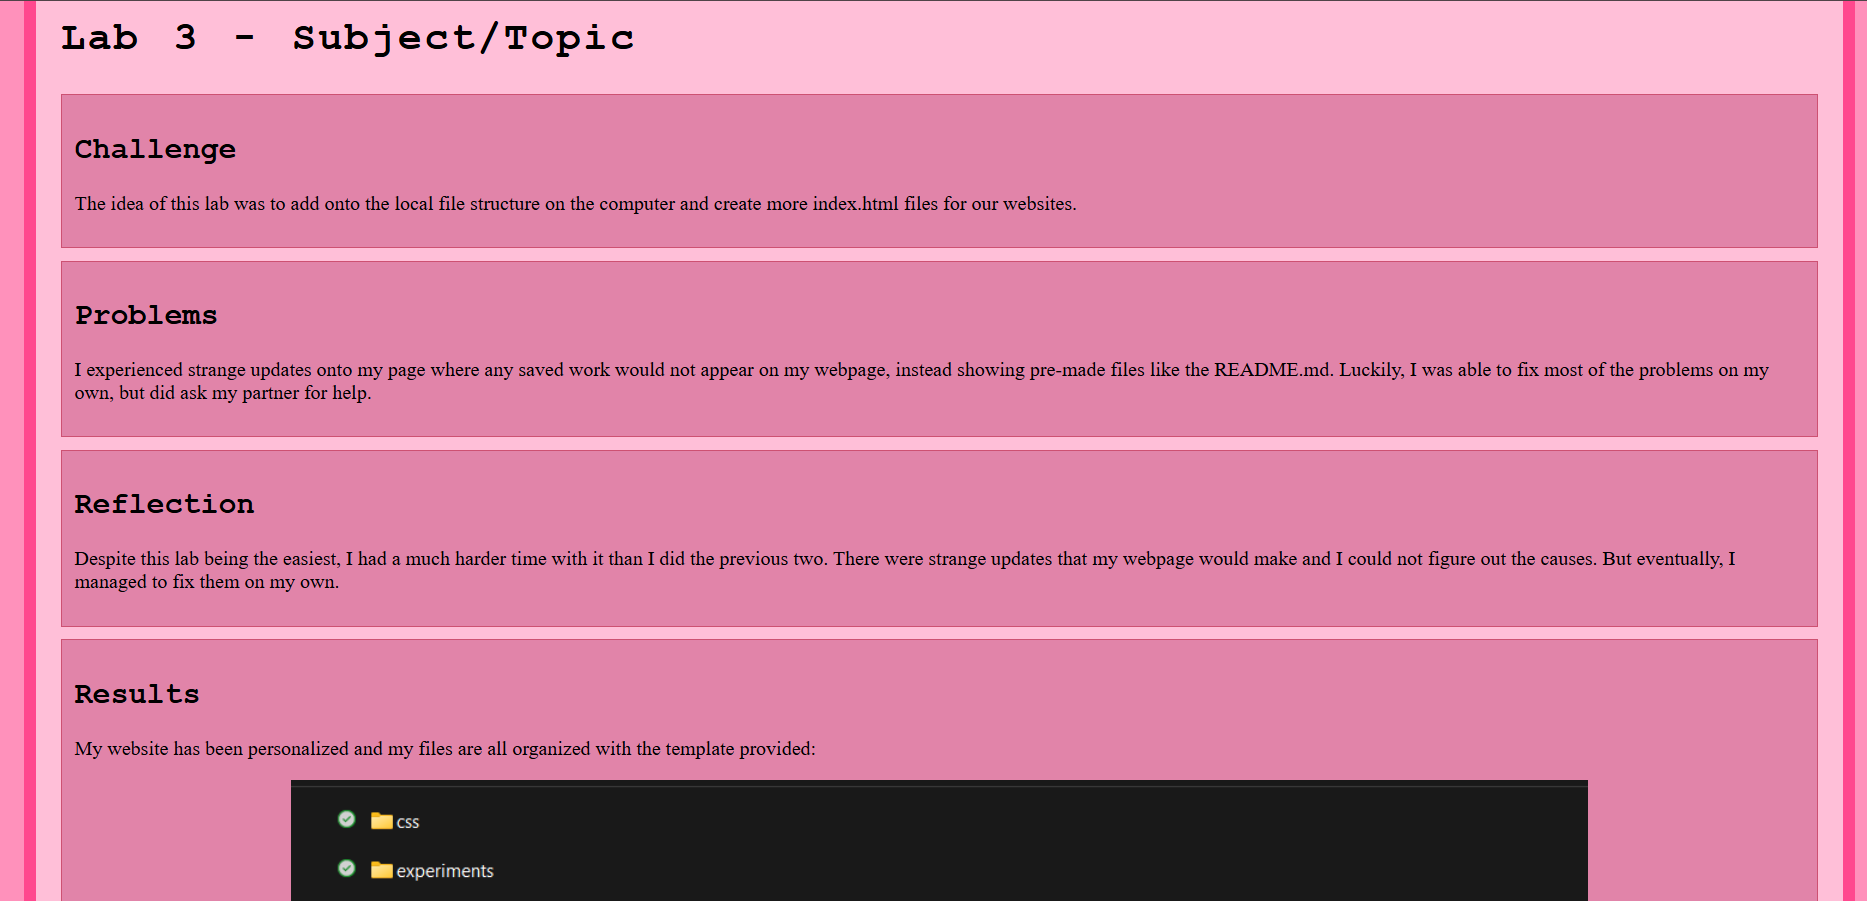 Lab 3 - Subject/Topic
Challenge
The idea of this lab was to add onto the local file structure on the computer and create more index.html files for our websites.
Problems
I experienced strange updates onto my page where any saved work would not appear on my webpage, instead showing pre-made files like the README.md. Luckily, I was able to fix most of the problems on my
own, but did ask my partner for help.
Reflection
Despite this lab being the easiest, I had a much harder time with it than I did the previous two. There were strange updates that my webpage would make and I could not figure out the causes. But eventually, I
managed to fix them on my own.
Results
My website has been personalized and my files are all organized with the template provided:
css
experiments